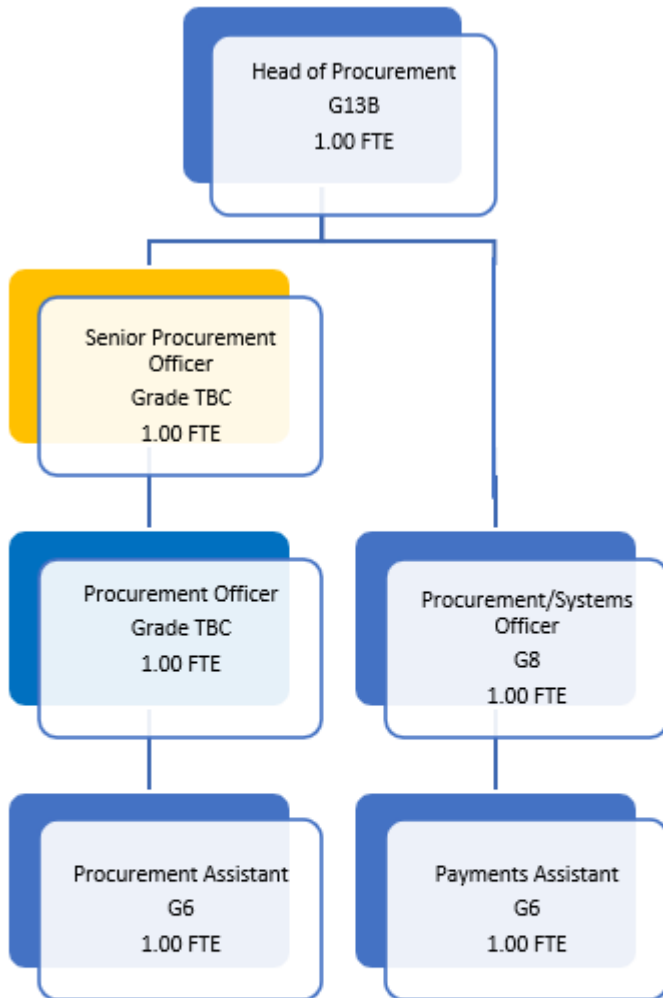 Head of Procurement
G13B
1.00 FTE
Senior Procurement
Officer
Grade TBC
1.00 FTE
Procurement Officer
Grade TBC
1.00 FTE
Procurement/Systems
Officer
G8
1.00 FTE
Procurement Assistant
G6
1.00 FTE
Payments Assistant
G6
1.00 FTE